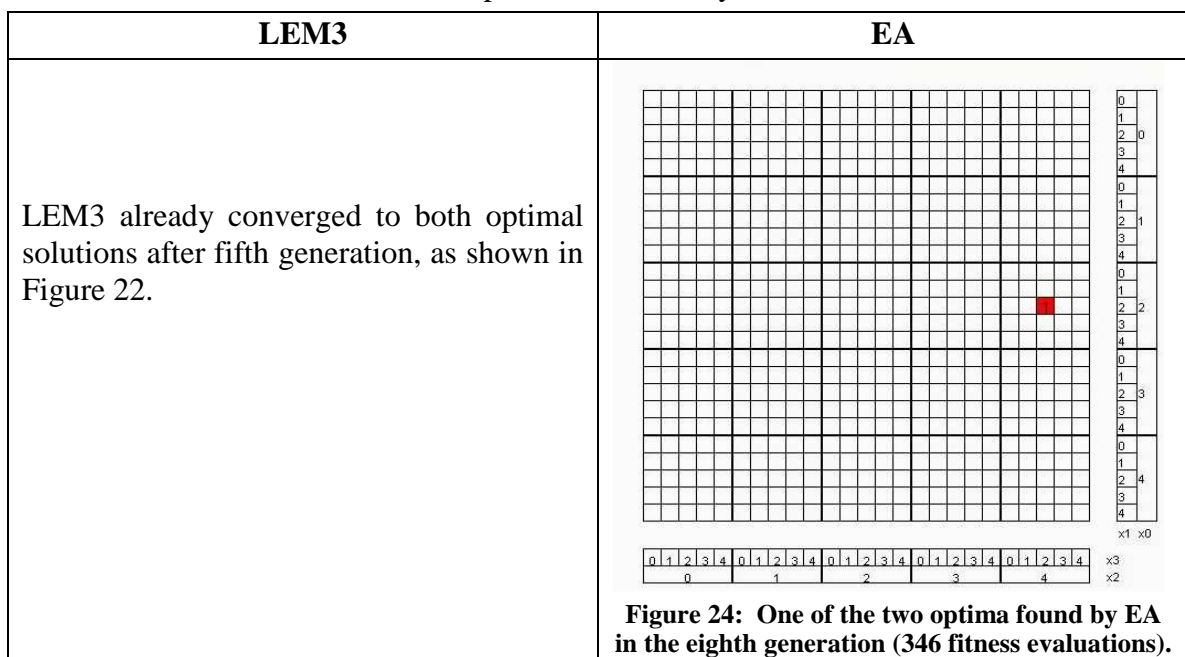 LEM3
EA
LEM3 already converged to both optimal
solutions after fifth generation, as shown in
Figure 22.
0
1
2 0
3
4
0
1
2 1
3
4
0
1
1
2 2
3
4
0
1
2 3
3
4
0
1
2 4
3
4
x1 x0
0 1 2 3 4 0 1 2 3 4 0 1 2 3 4 0 1 2 3 4 0 1 2 3 4 x3
0 1 2 3 4 x2
Figure 24: One of the two optima found by EA
in the eighth generation (346 fitness evaluations).